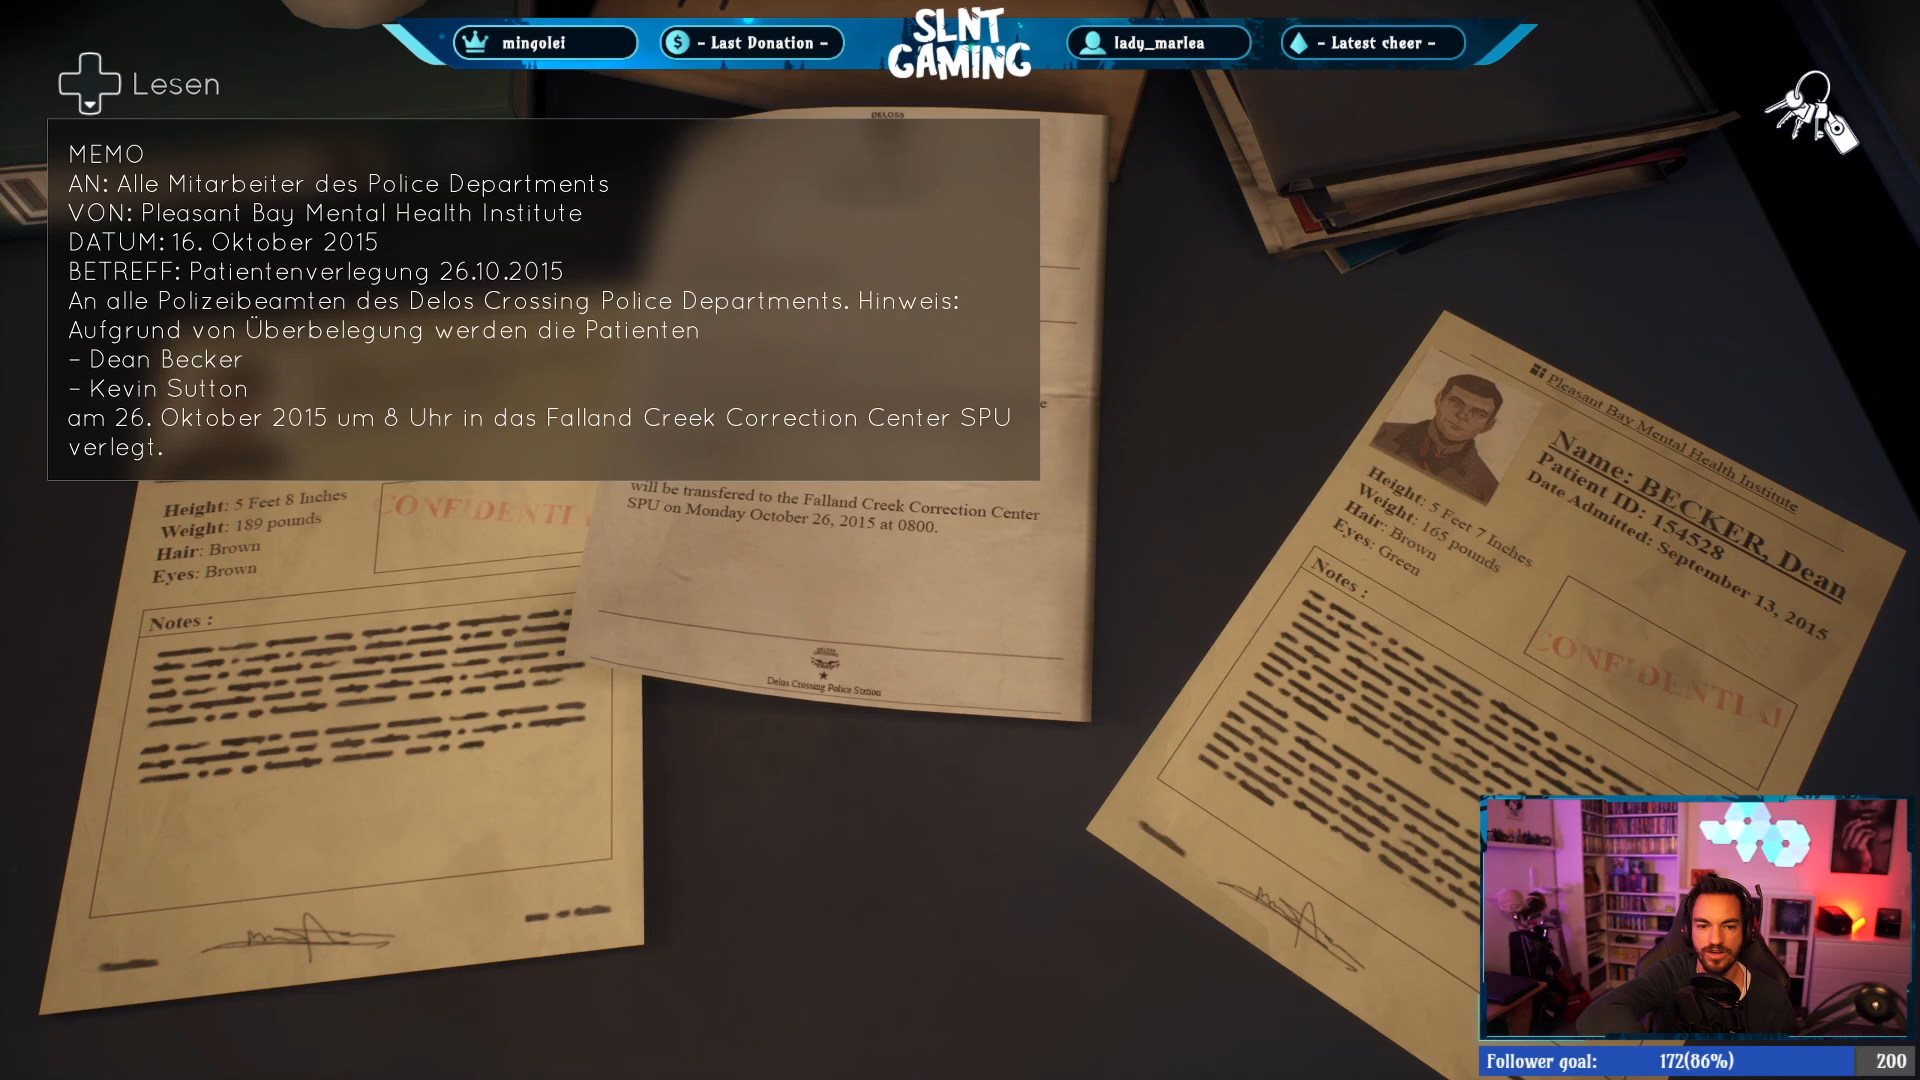 SLNT
GAMING
mingolei
- Last Donation -
lady_marlea
- Latest cheer -
Lesen
DELOSS
MEMO
AN: Alle Mitarbeiter des Police Departments
VON: Pleasant Bay Mental Health Institute
DATUM: 16. Oktober 2015
BETREFF: Patientenverlegung 26.10.2015
An alle Polizeibeamten des Delos Crossing Police Departments. Hinweis:
Aufgrund von Überbelegung werden die Patienten
- Dean Becker
- Kevin Sutton
am 26. Oktober 2015 um 8 Uhr in das Falland Creek Correction Center SPU
verlegt.
will be transfered to the Falland Creek Correction Center
SPU on Monday October 26, 2015 at 0800.
Delos Crossing Police Station
Height: 5 Feet 8 Inches
Weight: 189 pounds
Hair: Brown
Eyes: Brown
CONFIDENTI
Notes :
Pleasant Bay Mental Health Institute
Name: BECKER, Dean
Patient ID: 154528
Date Admitted: September 13, 2015
Height: 5 Feet 7 Inches
Weight: 165 pounds
Hair: Brown
Eyes: Green
Notes :
CONFIDENTIAL
Follower goal: 172(86%) 200